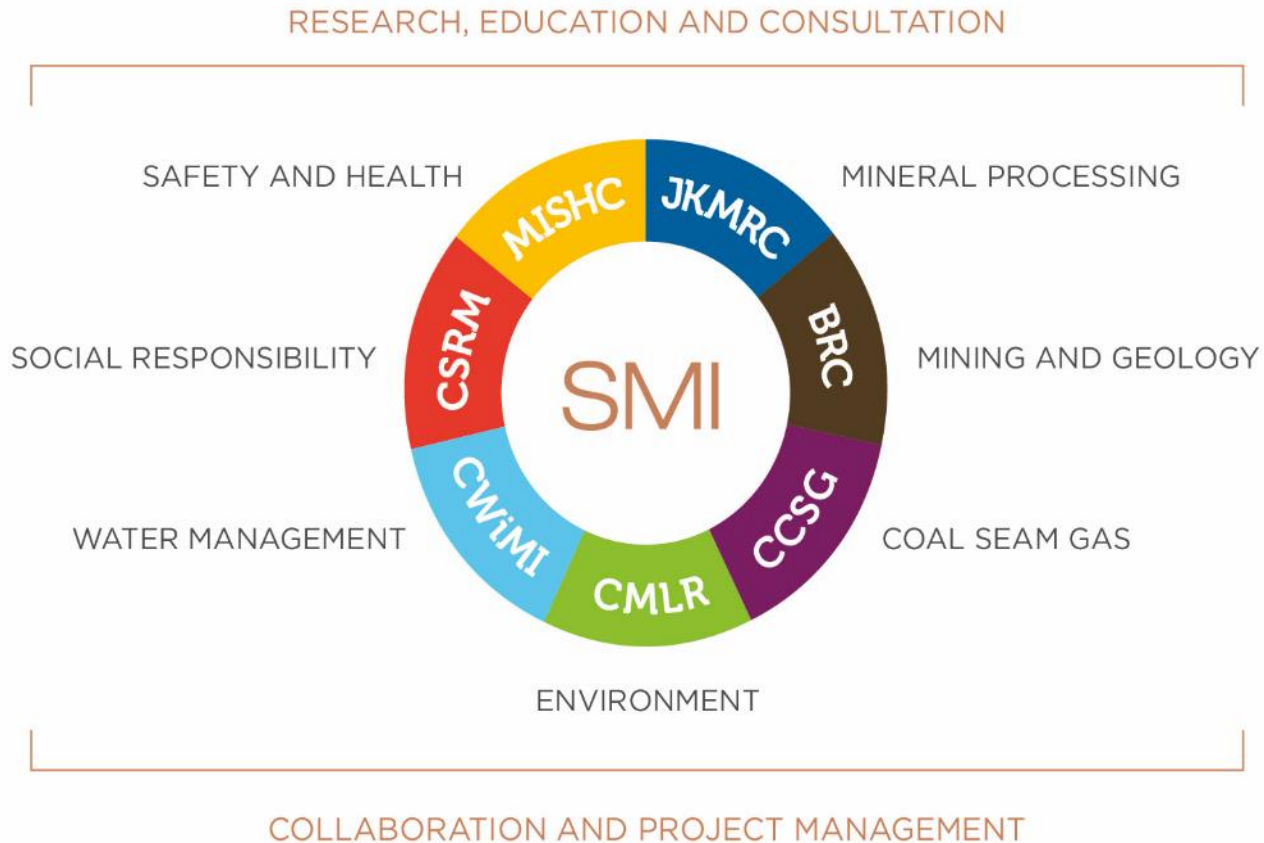 RESEARCH, EDUCATION AND CONSULTATION
SAFETY AND HEALTH
MISHC
JKMRC
MINERAL PROCESSING
SOCIAL RESPONSIBILITY
CSRM
SMI
BRC
MINING AND GEOLOGY
WATER MANAGEMENT
CWiMI
CMLR
CCSG
COAL SEAM GAS
ENVIRONMENT
COLLABORATION AND PROJECT MANAGEMENT